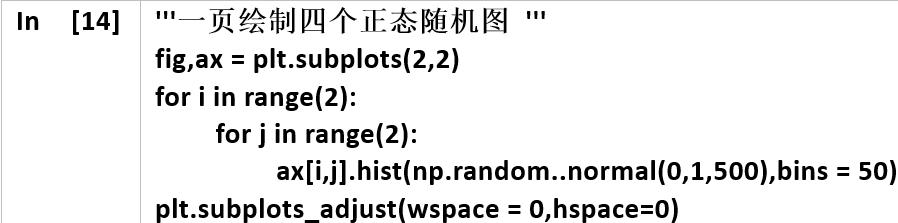 In [14] '''一页绘制四个正态随机图 '''
fig,ax = plt.subplots(2,2)
for i in range(2):
for j in range(2):
ax[i,j].hist(np.random..normal(0,1,500),bins = 50)
plt.subplots_adjust(wspace = 0,hspace=0)